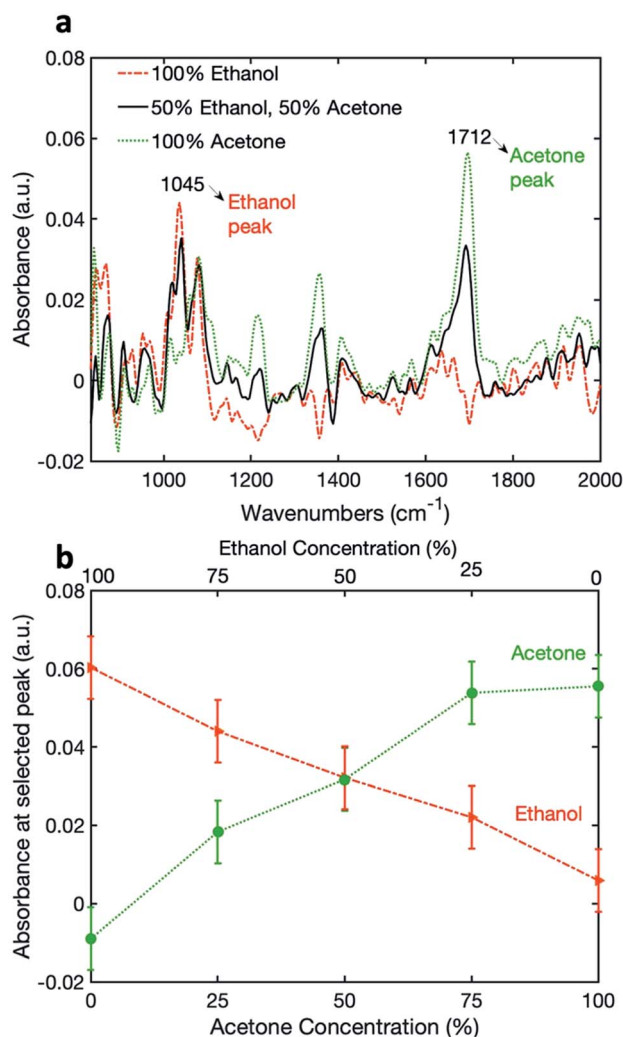 a
0.08
0.06
0.04
0.02
0
-0.02
Absorbance (a.u.)
100% Ethanol
50% Ethanol, 50% Acetone
100% Acetone
1712
Acetone
peak
1045
Ethanol
peak
1000 1200 1400 1600 1800 2000
Wavenumbers (cm-1)
b
Ethanol Concentration (%)
100 75 50 25 0
0.08
0.06
0.04
0.02
0
-0.02
Absorbance at selected peak (a.u.)
Acetone
Ethanol
0 25 50 75 100
Acetone Concentration (%)